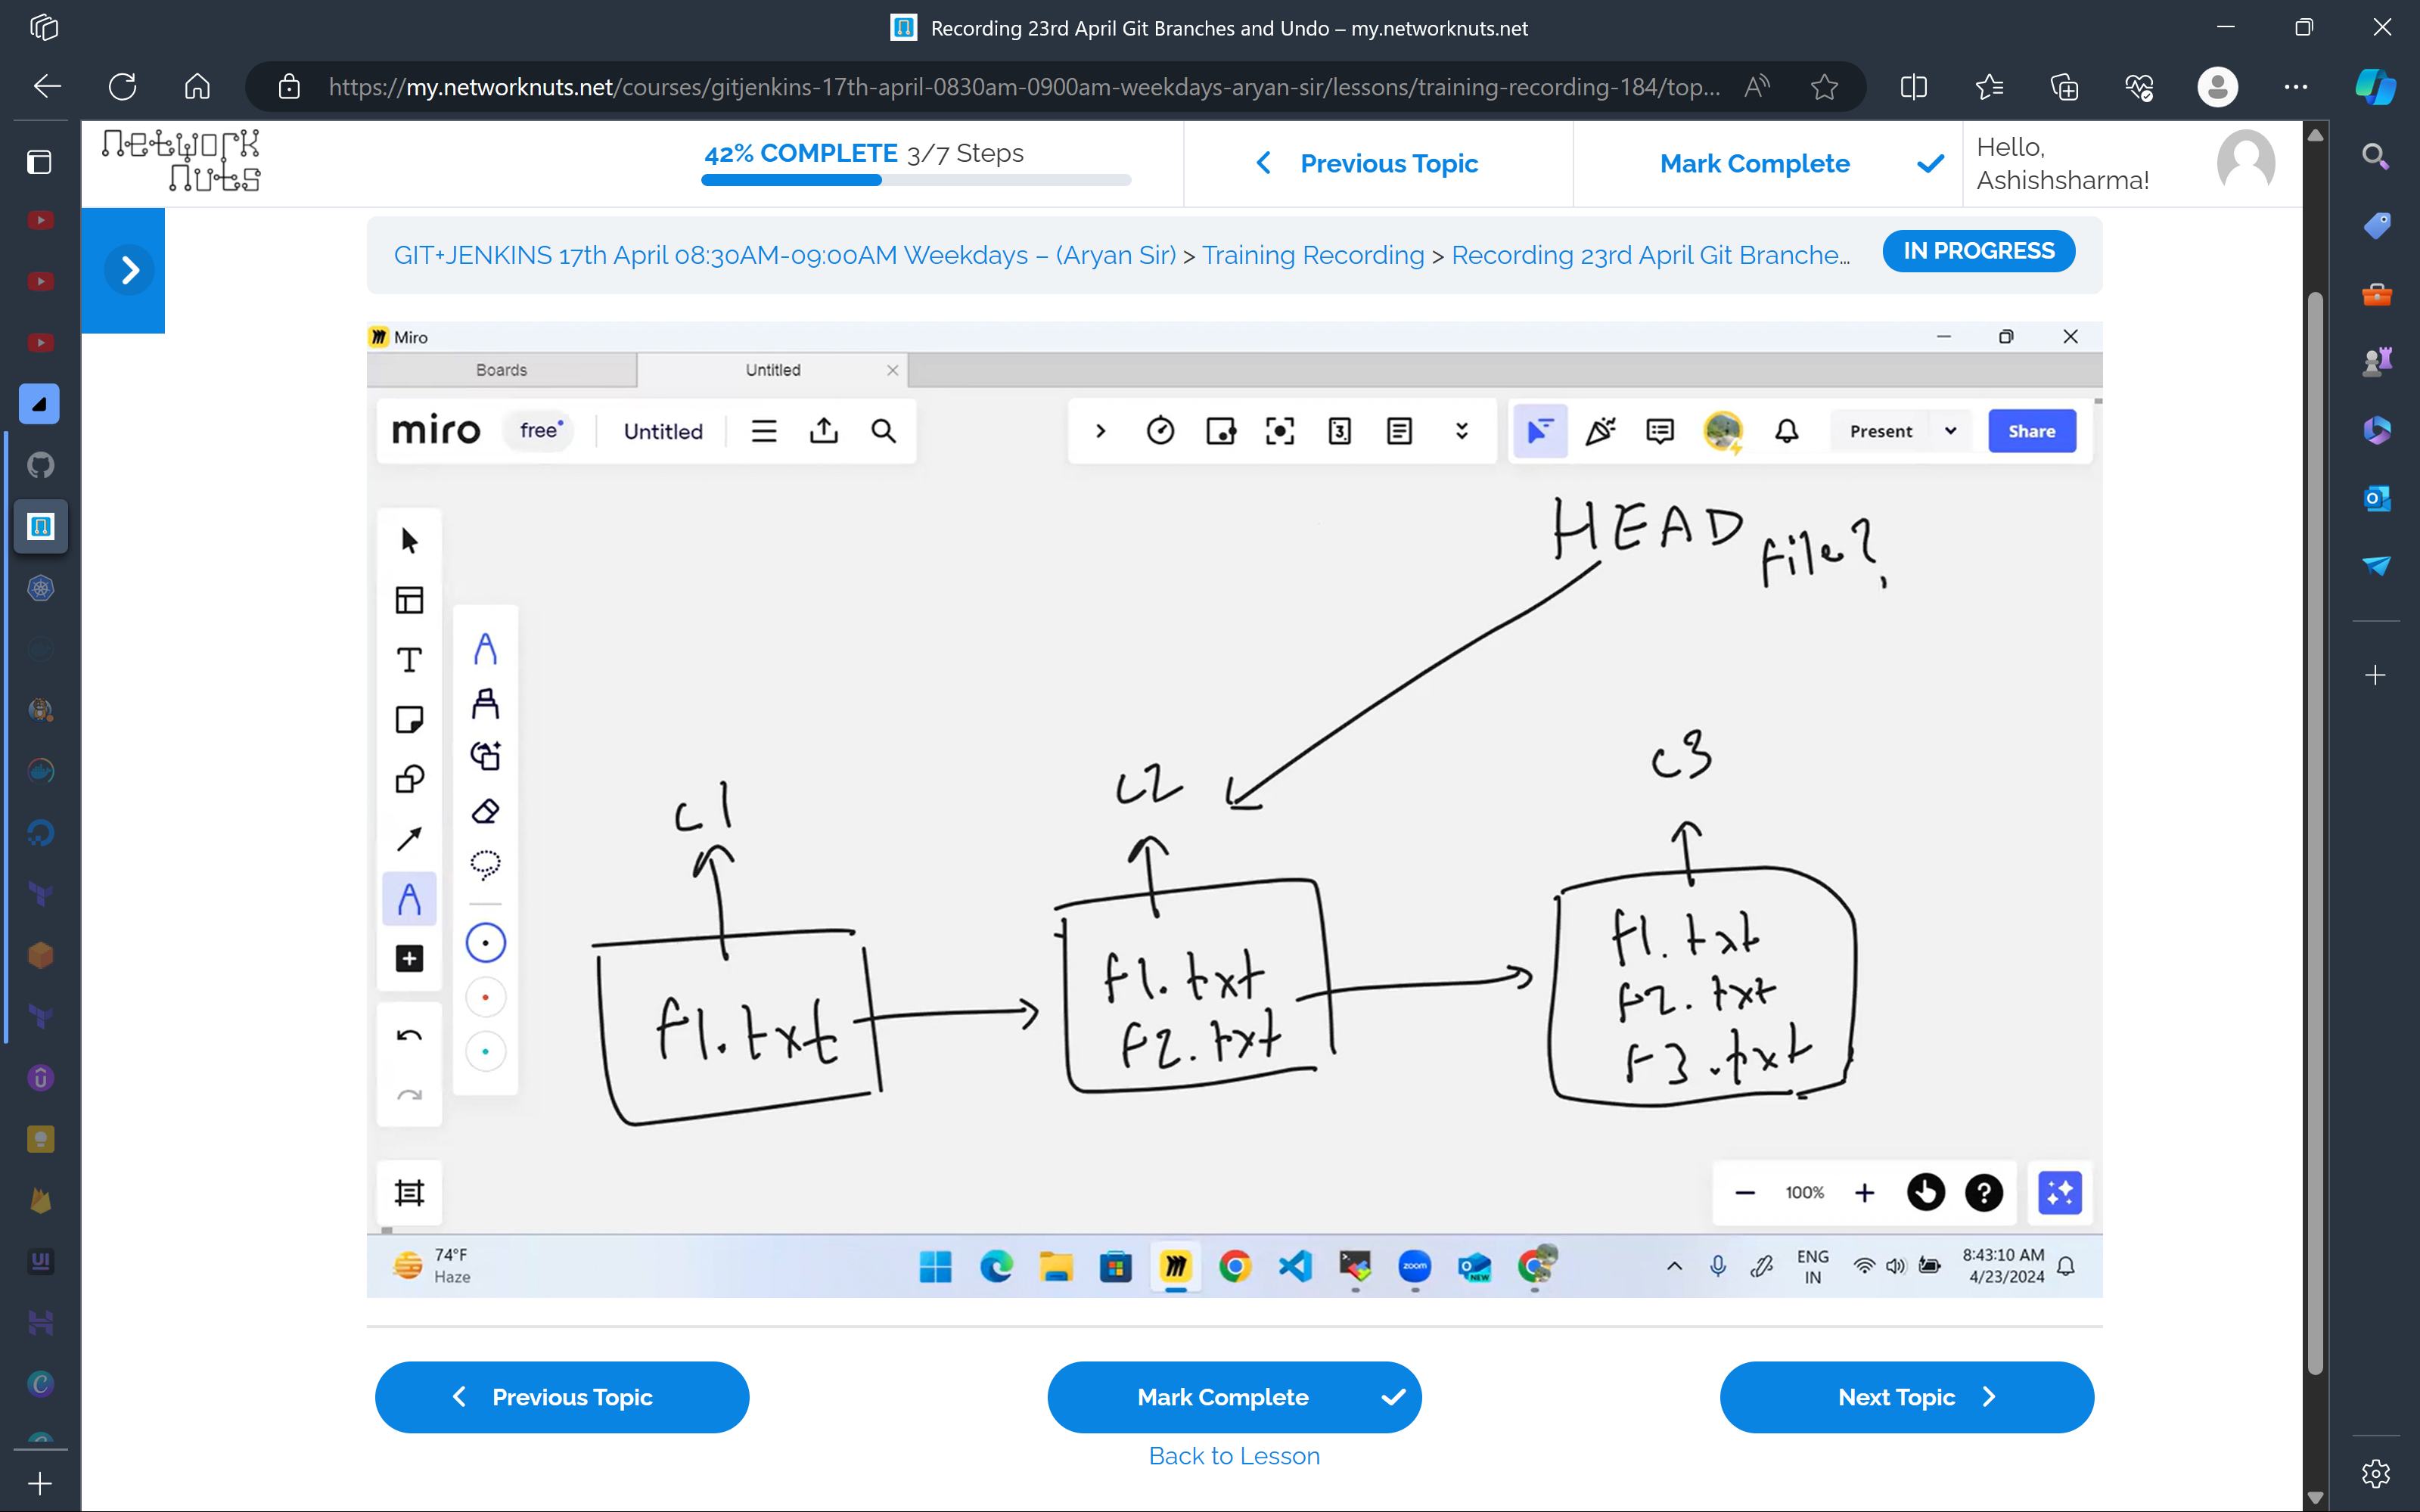 Recording 23rd April Git Branches and Undo – my.networknuts.net
https://my.networknuts.net/courses/gitjenkins-17th-april-0830am-0900am-weekdays-aryan-sir/lessons/training-recording-184/top...
Network
Nuts
42% COMPLETE 3/7 Steps
Previous Topic
Mark Complete
Hello,
Ashishsharma!
GIT+JENKINS 17th April 08:30AM-09:00AM Weekdays – (Aryan Sir) > Training Recording > Recording 23rd April Git Branche...
IN PROGRESS
Miro
Boards
Untitled
miro free Untitled
Present
Share
HEAD file?
c1
c2
c3
f1.txt
f1.txt
f2.txt
f1.txt
f2.txt
f3.txt
100%
74°F
Haze
ENG
IN
8:43:10 AM
4/23/2024
Previous Topic
Mark Complete
Next Topic
Back to Lesson